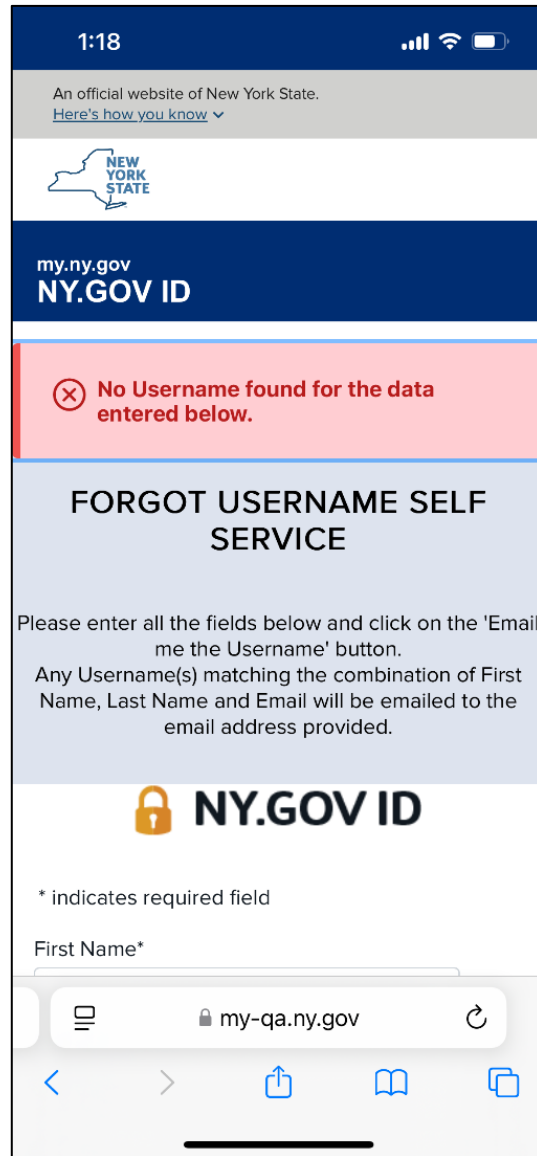 1:18
An official website of New York State.
Here's how you know
NEW
YORK
STATE
my.ny.gov
NY.GOV ID
No Username found for the data
entered below.
FORGOT USERNAME SELF
SERVICE
Please enter all the fields below and click on the 'Email
me the Username' button.
Any Username(s) matching the combination of First
Name, Last Name and Email will be emailed to the
email address provided.
NY.GOV ID
* indicates required field
First Name*
my-qa.ny.gov